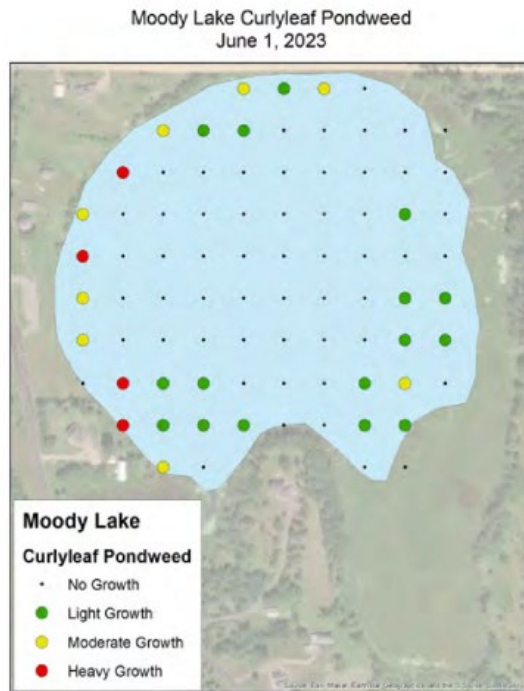 Moody Lake Curlyleaf Pondweed
June 1, 2023
Moody Lake
Curlyleaf Pondweed
No Growth
Light Growth
Moderate Growth
Heavy Growth